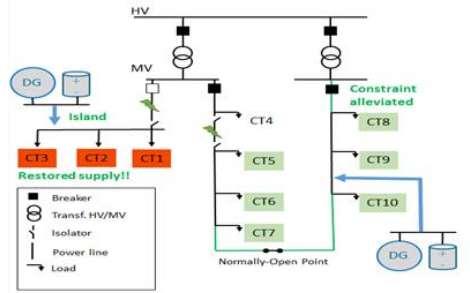 HV
MV
DG
+
-
Island
Constraint
alleviated
CT4
CT8
CT3
CT2
CT1
CT5
CT9
Restored supply!!
CT6
CT10
CT7
Breaker
Transf. HV/MV
Isolator
Power line
Load
Normally-Open Point
DG
+
-